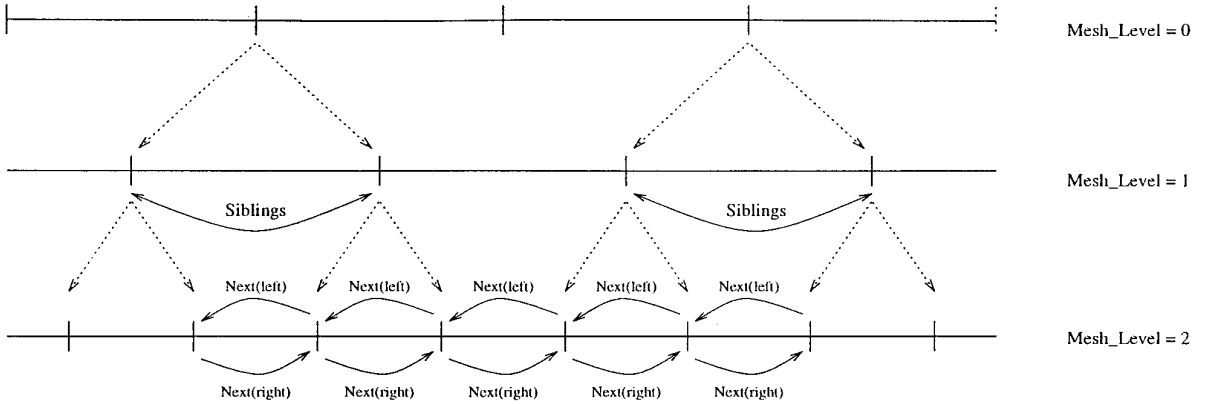 Mesh_Level = 0
Mesh_Level = 1
Siblings
Siblings
Next(left)
Next(left)
Next(left)
Next(left)
Next(left)
Mesh_Level = 2
Next(right)
Next(right)
Next(right)
Next(right)
Next(right)